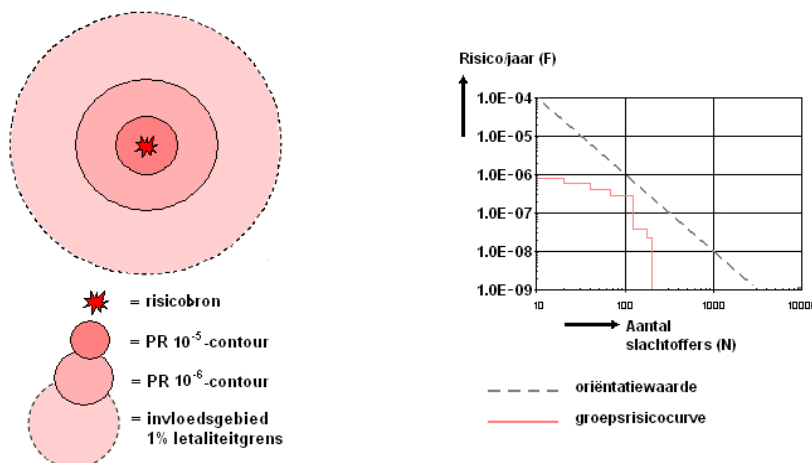 = risicobron
= PR 10⁻⁵-contour
= PR 10⁻⁶-contour
= invloedsgebied
1% letaliteitgrens
Risico/jaar (F)
1.0E-04
1.0E-05
1.0E-06
1.0E-07
1.0E-08
1.0E-09
10 100 1000 10000
Aantal
slachtoffers (N)
oriëntatiewaarde
groepsrisicocurve